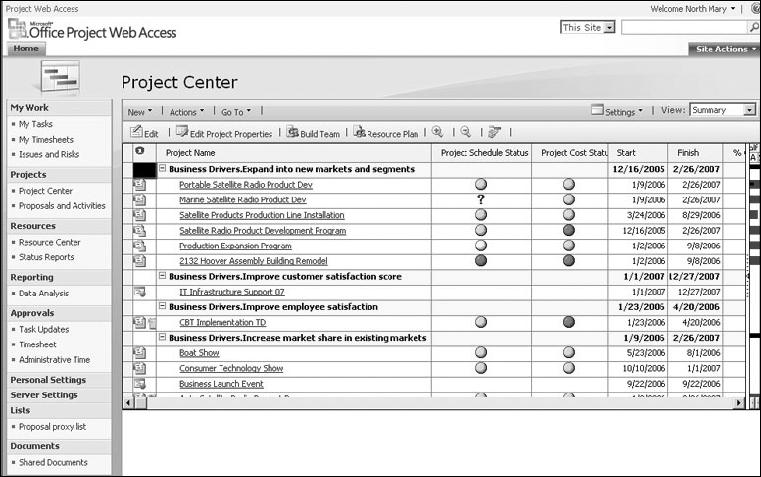 Project Web Access
Welcome North Mary
Microsoft
Office Project Web Access
This Site
Home
Site Actions
Project Center
My Work
My Tasks
My Timesheets
Issues and Risks
Projects
Project Center
Proposals and Activities
Resources
Resource Center
Status Reports
Reporting
Data Analysis
Approvals
Task Updates
Timesheet
Administrative Time
Personal Settings
Server Settings
Lists
Proposal proxy list
Documents
Shared Documents
New Actions Go To Settings View: Summary
Edit Edit Project Properties Build Team Resource Plan
Project Name Project Schedule Status Project Cost Statu Start Finish %
Business Drivers.Expand into new markets and segments 12/16/2005 2/26/2007
Portable Satellite Radio Product Dev 1/9/2006 2/26/2007
Marine Satellite Radio Product Dev ? 1/9/2006 2/26/2007
Satellite Products Production Line Installation 3/24/2006 8/29/2006
Satellite Radio Product Development Program 12/16/2005 2/26/2007
Production Expansion Program 1/2/2006 9/8/2006
2132 Hoover Assembly Building Remodel 1/2/2006 9/8/2006
Business Drivers.Improve customer satisfaction score 1/1/2007 12/27/2007
IT Infrastructure Support 07 1/1/2007 12/27/2007
Business Drivers.Improve employee satisfaction 1/23/2006 4/20/2006
CBT Implementation TD 1/23/2006 4/20/2006
Business Drivers.Increase market share in existing markets 1/9/2006 2/26/2007
Boat Show 5/23/2006 8/1/2006
Consumer Technology Show 10/10/2006 1/1/2007
Business Launch Event 9/22/2006 9/22/2006